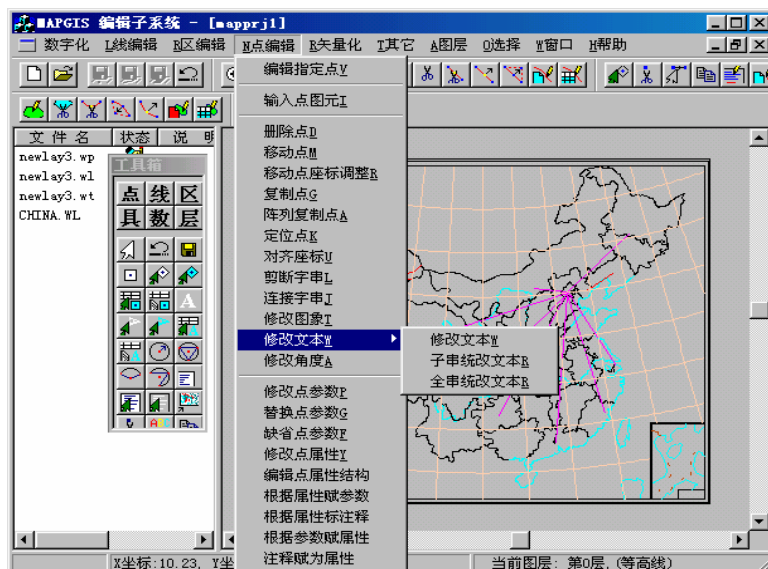 MAPGIS 编辑子系统 - [mapprj1]
数字化 L线编辑 R区编辑 N点编辑 R矢量化 T其它 A图层 Q选择 W窗口 H帮助
文件名 状态 说 明
newlay3.wp
newlay3.wl
newlay3.wt
CHINA.WL
工具箱
点 线 区
具 数 层
编辑指定点V
输入点图元I
删除点D
移动点M
移动点座标调整R
复制点G
阵列复制点A
定位点K
对齐座标U
剪断字串L
连接字串J
修改图象T
修改文本W
修改角度A
修改点参数P
替换点参数G
缺省点参数F
修改点属性Y
编辑点属性结构
根据属性赋参数
根据属性标注释
根据参数赋属性
注释赋为属性
修改文本W
子串统改文本R
全串统改文本R
X坐标:10.23, Y坐
当前图层: 第0层,(等高线)